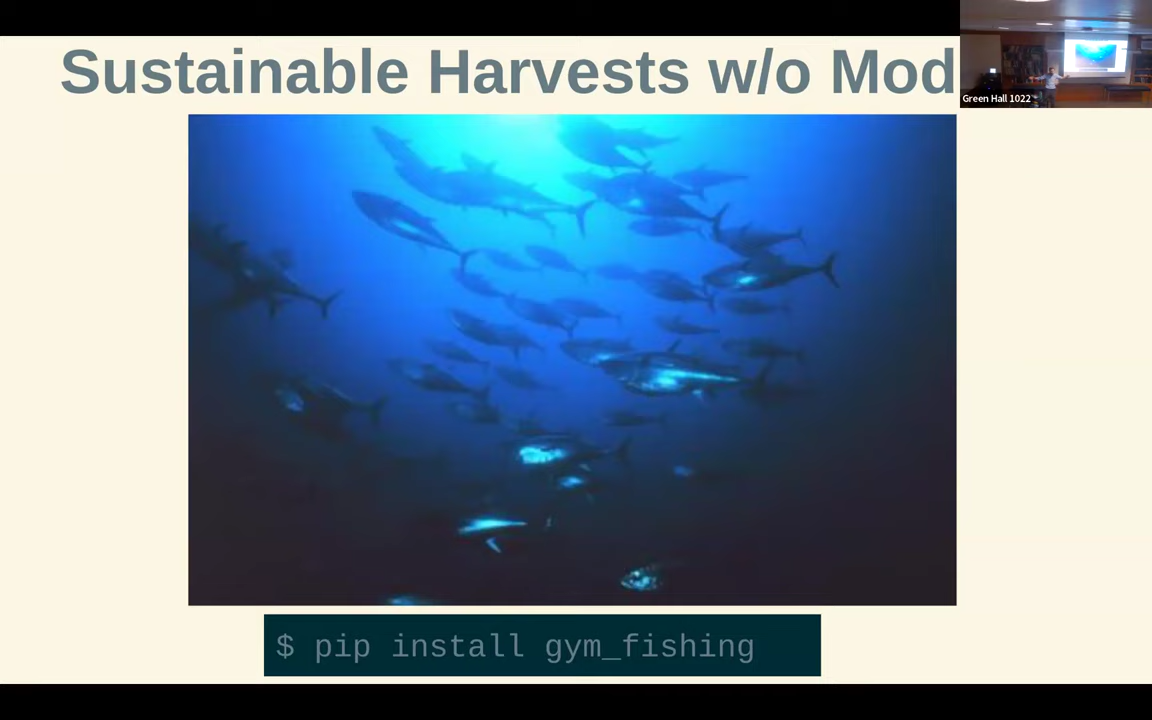 Sustainable Harvests w/o Mod
Green Hall 1022
$ pip install gym_fishing